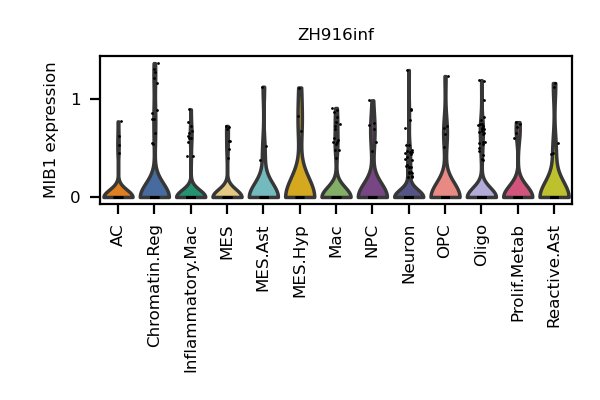 ZH916inf
MIB1 expression
1
0
AC
Chromatin.Reg
Inflammatory.Mac
MES
MES.Ast
MES.Hyp
Mac
NPC
Neuron
OPC
Oligo
Prolif.Metab
Reactive.Ast